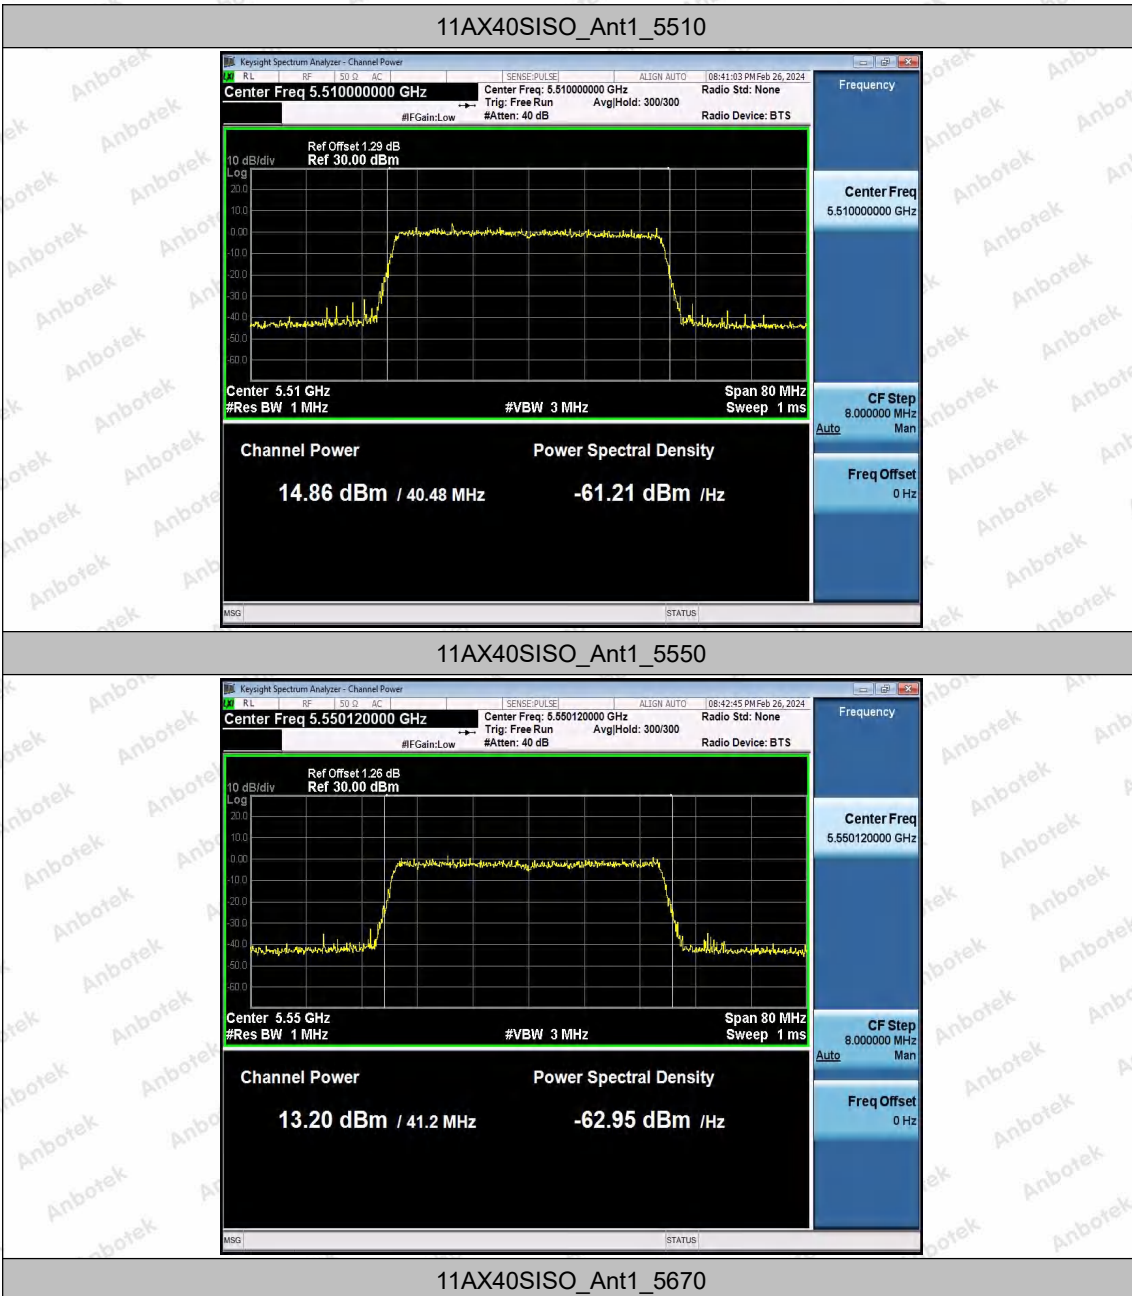 11AX40SISO_Ant1_5510
Keysight Spectrum Analyzer - Channel Power
RL RF 50 Ω AC SENSE:PULSE ALIGN AUTO 08:41:03 PM Feb 26, 2024
Center Freq 5.510000000 GHz
Center Freq: 5.510000000 GHz
Radio Std: None
Trig: Free Run Avg|Hold: 300/300
#IFGain:Low #Atten: 40 dB Radio Device: BTS
Frequency
Ref Offset 1.29 dB
10 dB/div Ref 30.00 dBm
Log
20.0
10.0
0.00
-10.0
-20.0
-30.0
-40.0
-50.0
-60.0
Center 5.51 GHz Span 80 MHz
#Res BW 1 MHz #VBW 3 MHz Sweep 1 ms
Center Freq
5.510000000 GHz
CF Step
8.000000 MHz
Auto Man
Freq Offset
0 Hz
Channel Power Power Spectral Density
14.86 dBm / 40.48 MHz -61.21 dBm /Hz
MSG STATUS
11AX40SISO_Ant1_5550
Keysight Spectrum Analyzer - Channel Power
RL RF 50 Ω AC SENSE:PULSE ALIGN AUTO 08:42:45 PM Feb 26, 2024
Center Freq 5.550120000 GHz
Center Freq: 5.550120000 GHz
Radio Std: None
Trig: Free Run Avg|Hold: 300/300
#IFGain:Low #Atten: 40 dB Radio Device: BTS
Frequency
Ref Offset 1.26 dB
10 dB/div Ref 30.00 dBm
Log
20.0
10.0
0.00
-10.0
-20.0
-30.0
-40.0
-50.0
-60.0
Center 5.55 GHz Span 80 MHz
#Res BW 1 MHz #VBW 3 MHz Sweep 1 ms
Center Freq
5.550120000 GHz
CF Step
8.000000 MHz
Auto Man
Freq Offset
0 Hz
Channel Power Power Spectral Density
13.20 dBm / 41.2 MHz -62.95 dBm /Hz
MSG STATUS
11AX40SISO_Ant1_5670